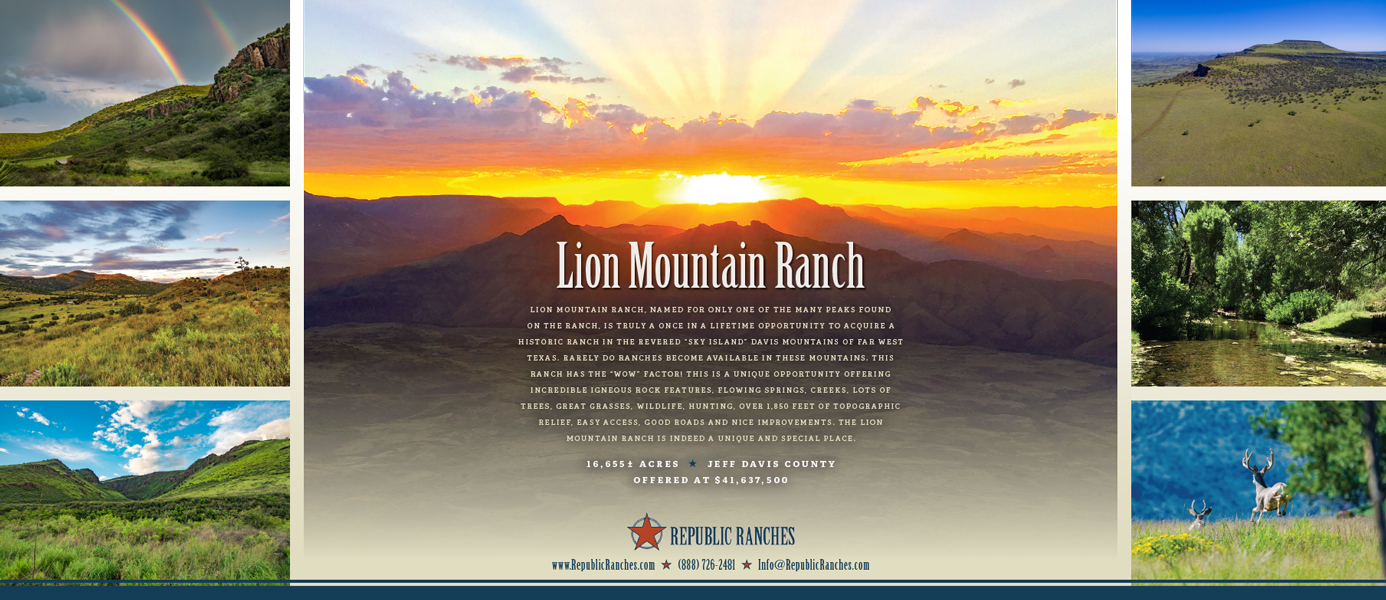 Lion Mountain Ranch
LION MOUNTAIN RANCH, NAMED FOR ONLY ONE OF THE MANY PEAKS FOUND
ON THE RANCH, IS TRULY A ONCE IN A LIFETIME OPPORTUNITY TO ACQUIRE A
HISTORIC RANCH IN THE REVERED "SKY ISLAND" DAVIS MOUNTAINS OF FAR WEST
TEXAS. RARELY DO RANCHES BECOME AVAILABLE IN THESE MOUNTAINS. THIS
RANCH HAS THE "WOW" FACTOR! THIS IS A UNIQUE OPPORTUNITY OFFERING
INCREDIBLE IGNEOUS ROCK FEATURES, FLOWING SPRINGS, CREEKS, LOTS OF
TREES, GREAT GRASSES, WILDLIFE, HUNTING, OVER 1,850 FEET OF TOPOGRAPHIC
RELIEF, EASY ACCESS, GOOD ROADS AND NICE IMPROVEMENTS. THE LION
MOUNTAIN RANCH IS INDEED A UNIQUE AND SPECIAL PLACE.
16,655± ACRES ★ JEFF DAVIS COUNTY
OFFERED AT $41,637,500
REPUBLIC RANCHES
www.RepublicRanches.com ★ (888) 726-2481 ★ Info@RepublicRanches.com